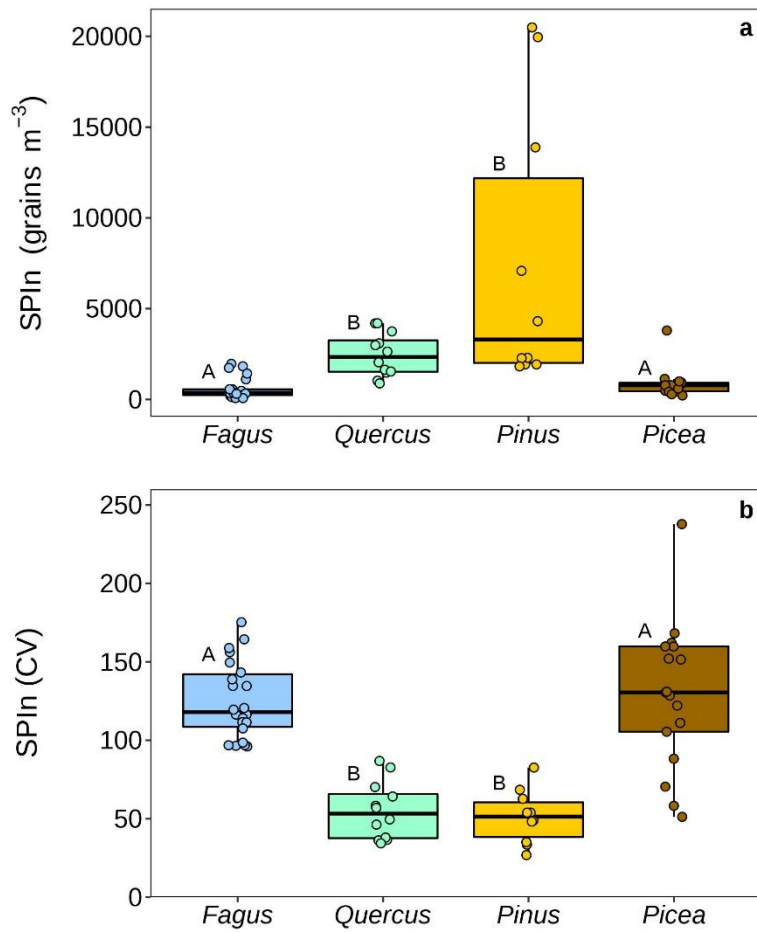 a
SPIn (grains m⁻³)
20000
15000
10000
5000
0
A
B
B
A
Fagus Quercus Pinus Picea
b
SPIn (CV)
250
200
150
100
50
0
A
B
B
A
Fagus Quercus Pinus Picea